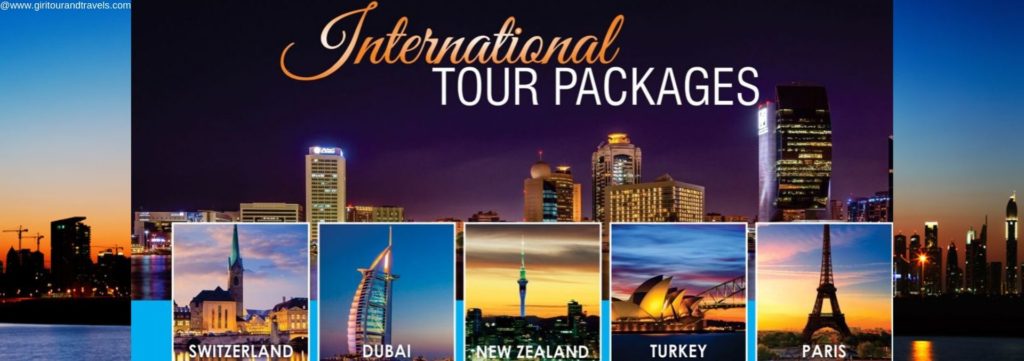 @www.giritourandtravels.com
International
TOUR PACKAGES
SWITZERLAND
DUBAI
NEW ZEALAND
TURKEY
PARIS